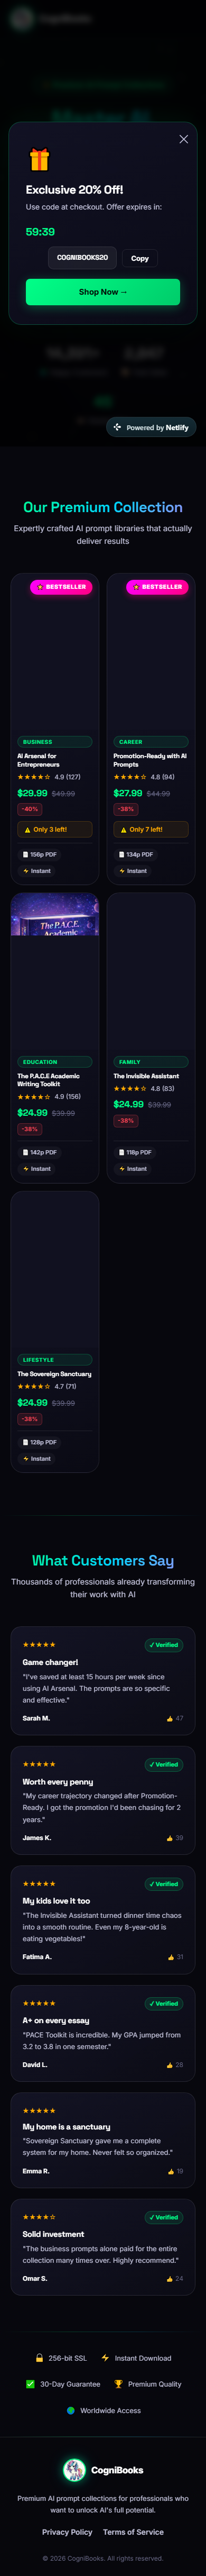 Exclusive 20% Off!
Use code at checkout. Offer expires in:
59:39
COGNIBOOKS20 Copy
Shop Now →
Powered by Netlify
Our Premium Collection
Expertly crafted AI prompt libraries that actually
deliver results
⭐ BESTSELLER
BUSINESS
AI Arsenal for
Entrepreneurs
★★★★☆ 4.9 (127)
$29.99 $49.99
-40%
⚠️ Only 3 left!
📄 156p PDF
⚡ Instant
⭐ BESTSELLER
CAREER
Promotion-Ready with AI
Prompts
★★★★☆ 4.8 (94)
$27.99 $44.99
-38%
⚠️ Only 7 left!
📄 134p PDF
⚡ Instant
The P.A.C.E
Academic
EDUCATION
The P.A.C.E Academic
Writing Toolkit
★★★★☆ 4.9 (156)
$24.99 $39.99
-38%
📄 142p PDF
⚡ Instant
FAMILY
The Invisible Assistant
★★★★☆ 4.8 (83)
$24.99 $39.99
-38%
📄 118p PDF
⚡ Instant
LIFESTYLE
The Sovereign Sanctuary
★★★★☆ 4.7 (71)
$24.99 $39.99
-38%
📄 128p PDF
⚡ Instant
What Customers Say
Thousands of professionals already transforming
their work with AI
★★★★★ ✓ Verified
Game changer!
"I've saved at least 15 hours per week since
using AI Arsenal. The prompts are so specific
and effective."
Sarah M. 👍 47
★★★★★ ✓ Verified
Worth every penny
"My career trajectory changed after Promotion-
Ready. I got the promotion I'd been chasing for 2
years."
James K. 👍 39
★★★★★ ✓ Verified
My kids love it too
"The Invisible Assistant turned dinner time chaos
into a smooth routine. Even my 8-year-old is
eating vegetables!"
Fatima A. 👍 31
★★★★★ ✓ Verified
A+ on every essay
"PACE Toolkit is incredible. My GPA jumped from
3.2 to 3.8 in one semester."
David L. 👍 28
★★★★★
My home is a sanctuary
"Sovereign Sanctuary gave me a complete
system for my home. Never felt so organized."
Emma R. 👍 19
★★★★☆ ✓ Verified
Solid investment
"The business prompts alone paid for the entire
collection many times over. Highly recommend."
Omar S. 👍 24
🔒 256-bit SSL ⚡ Instant Download
✅ 30-Day Guarantee 🏆 Premium Quality
🌍 Worldwide Access
CogniBooks
Premium AI prompt collections for professionals who
want to unlock AI's full potential.
Privacy Policy Terms of Service
© 2026 CogniBooks. All rights reserved.